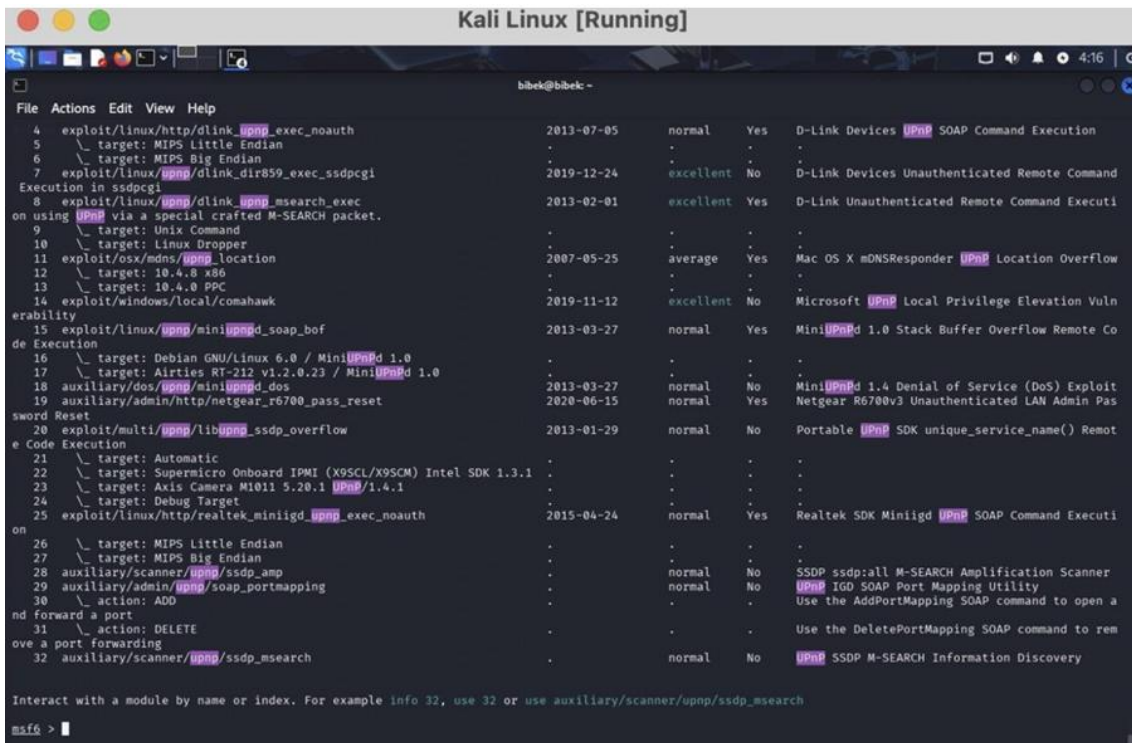 Kali Linux [Running]
4:16
bibek@bibek: ~
File Actions Edit View Help
4 exploit/linux/http/dlink_upnp_exec_noauth 2013-07-05 normal Yes D-Link Devices UPnP SOAP Command Execution
5 \_ target: MIPS Little Endian . . . .
6 \_ target: MIPS Big Endian . . . .
7 exploit/linux/upnp/dlink_dir859_exec_ssdpcgi 2019-12-24 excellent No D-Link Devices Unauthenticated Remote Command
Execution in ssdpcgi
8 exploit/linux/upnp/dlink_upnp_msearch_exec 2013-02-01 excellent Yes D-Link Unauthenticated Remote Command Executi
on using UPnP via a special crafted M-SEARCH packet.
9 \_ target: Unix Command . . . .
10 \_ target: Linux Dropper . . . .
11 exploit/osx/mdns/upnp_location 2007-05-25 average Yes Mac OS X mDNSResponder UPnP Location Overflow
12 \_ target: 10.4.8 x86 . . . .
13 \_ target: 10.4.0 PPC . . . .
14 exploit/windows/local/comahawk 2019-11-12 excellent No Microsoft UPnP Local Privilege Elevation Vuln
erability
15 exploit/linux/upnp/miniupnpd_soap_bof 2013-03-27 normal Yes MiniUPnPd 1.0 Stack Buffer Overflow Remote Co
de Execution
16 \_ target: Debian GNU/Linux 6.0 / MiniUPnPd 1.0 . . . .
17 \_ target: Airties RT-212 v1.2.0.23 / MiniUPnPd 1.0 . . . .
18 auxiliary/dos/upnp/miniupnpd_dos 2013-03-27 normal No MiniUPnPd 1.4 Denial of Service (DoS) Exploit
19 auxiliary/admin/http/netgear_r6700_pass_reset 2020-06-15 normal Yes Netgear R6700v3 Unauthenticated LAN Admin Pas
sword Reset
20 exploit/multi/upnp/libupnp_ssdp_overflow 2013-01-29 normal No Portable UPnP SDK unique_service_name() Remot
e Code Execution
21 \_ target: Automatic . . . .
22 \_ target: Supermicro Onboard IPMI (X9SCL/X9SCM) Intel SDK 1.3.1 . . . .
23 \_ target: Axis Camera M1011 5.20.1 UPnP/1.4.1 . . . .
24 \_ target: Debug Target . . . .
25 exploit/linux/http/realtek_miniigd_upnp_exec_noauth 2015-04-24 normal Yes Realtek SDK Miniigd UPnP SOAP Command Executi
on
26 \_ target: MIPS Little Endian . . . .
27 \_ target: MIPS Big Endian . . . .
28 auxiliary/scanner/upnp/ssdp_amp . normal No SSDP ssdp:all M-SEARCH Amplification Scanner
29 auxiliary/admin/upnp/soap_portmapping . normal No UPnP IGD SOAP Port Mapping Utility
30 \_ action: ADD . . . Use the AddPortMapping SOAP command to open a
nd forward a port
31 \_ action: DELETE . . . Use the DeletePortMapping SOAP command to rem
ove a port forwarding
32 auxiliary/scanner/upnp/ssdp_msearch . normal No UPnP SSDP M-SEARCH Information Discovery
Interact with a module by name or index. For example info 32, use 32 or use auxiliary/scanner/upnp/ssdp_msearch
msf6 >